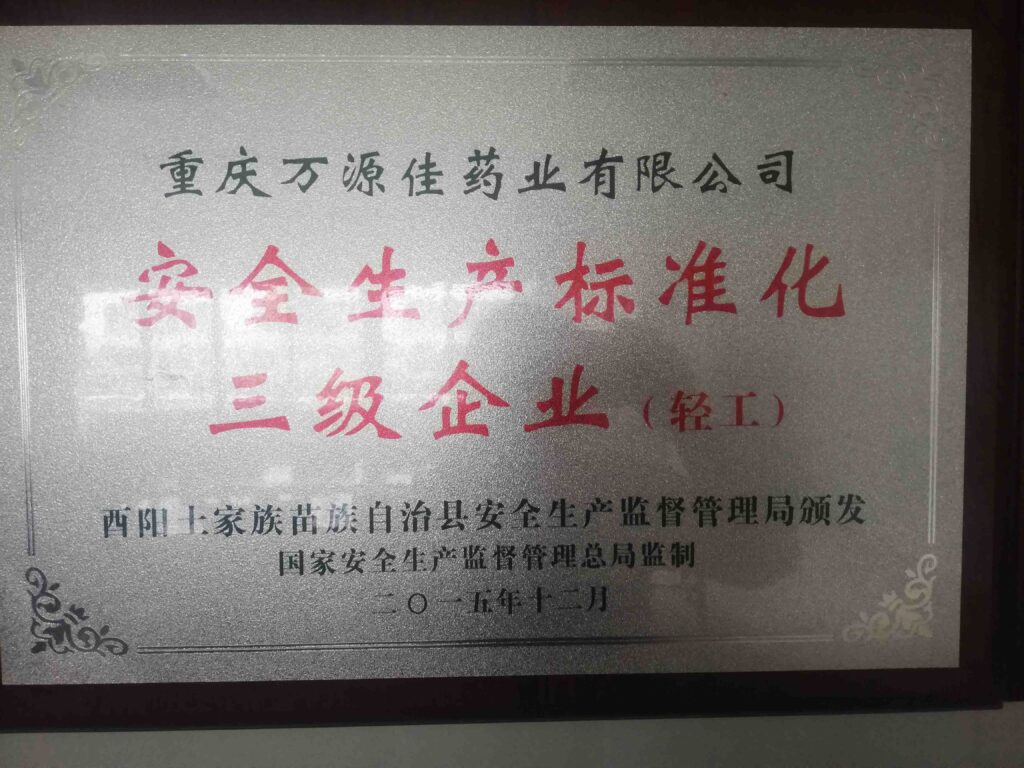 重庆万源佳药业有限公司
安全生产标准化
三级企业（轻工）
酉阳土家族苗族自治县安全生产监督管理局颁发
国家安全生产监督管理总局监制
二〇一五年十二月